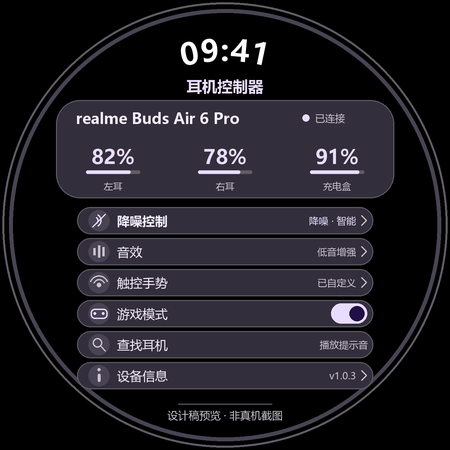 09:41
耳机控制器
realme Buds Air 6 Pro
已连接
82% 78% 91%
左耳 右耳 充电盒
降噪控制 降噪 · 智能
音效 低音增强
触控手势 已自定义
游戏模式
查找耳机 播放提示音
设备信息 v1.0.3
设计稿预览 · 非真机截图